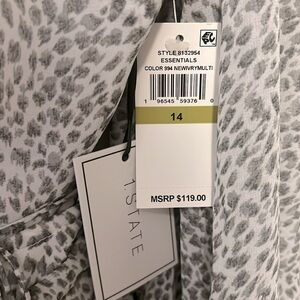 STYLE 8132954
ESSENTIALS
COLOR 994 NEWIVRYMULTI
1 96545 59376 0
14
MSRP $119.00
1.STATE